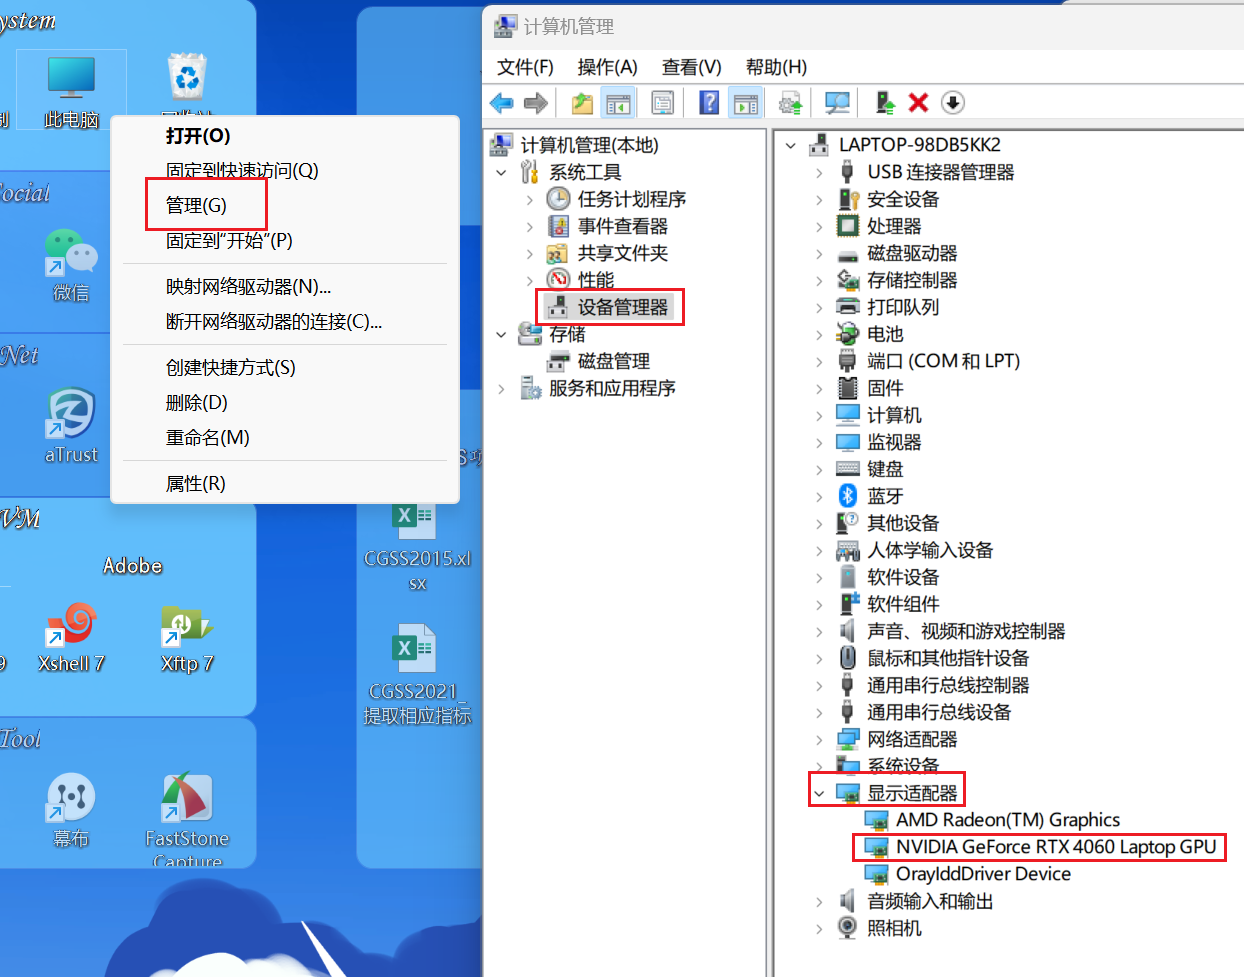 ystem
此电脑
打开(O)
固定到快速访问(Q)
管理(G)
固定到"开始"(P)
映射网络驱动器(N)...
断开网络驱动器的连接(C)...
创建快捷方式(S)
删除(D)
重命名(M)
属性(R)
ocial
微信
Net
aTrust
VM
Adobe
9
Xshell 7
Xftp 7
Tool
幕布
FastStone
Capture
CGSS2015.xl
sx
CGSS2021_
提取相应指标
计算机管理
文件(F)
操作(A)
查看(V)
帮助(H)
计算机管理(本地)
系统工具
任务计划程序
事件查看器
共享文件夹
性能
设备管理器
存储
磁盘管理
服务和应用程序
LAPTOP-98DB5KK2
USB 连接器管理器
安全设备
处理器
磁盘驱动器
存储控制器
打印队列
电池
端口 (COM 和 LPT)
固件
计算机
监视器
键盘
蓝牙
其他设备
人体学输入设备
软件设备
软件组件
声音、视频和游戏控制器
鼠标和其他指针设备
通用串行总线控制器
通用串行总线设备
网络适配器
系统设备
显示适配器
AMD Radeon(TM) Graphics
NVIDIA GeForce RTX 4060 Laptop GPU
OrayIddDriver Device
音频输入和输出
照相机